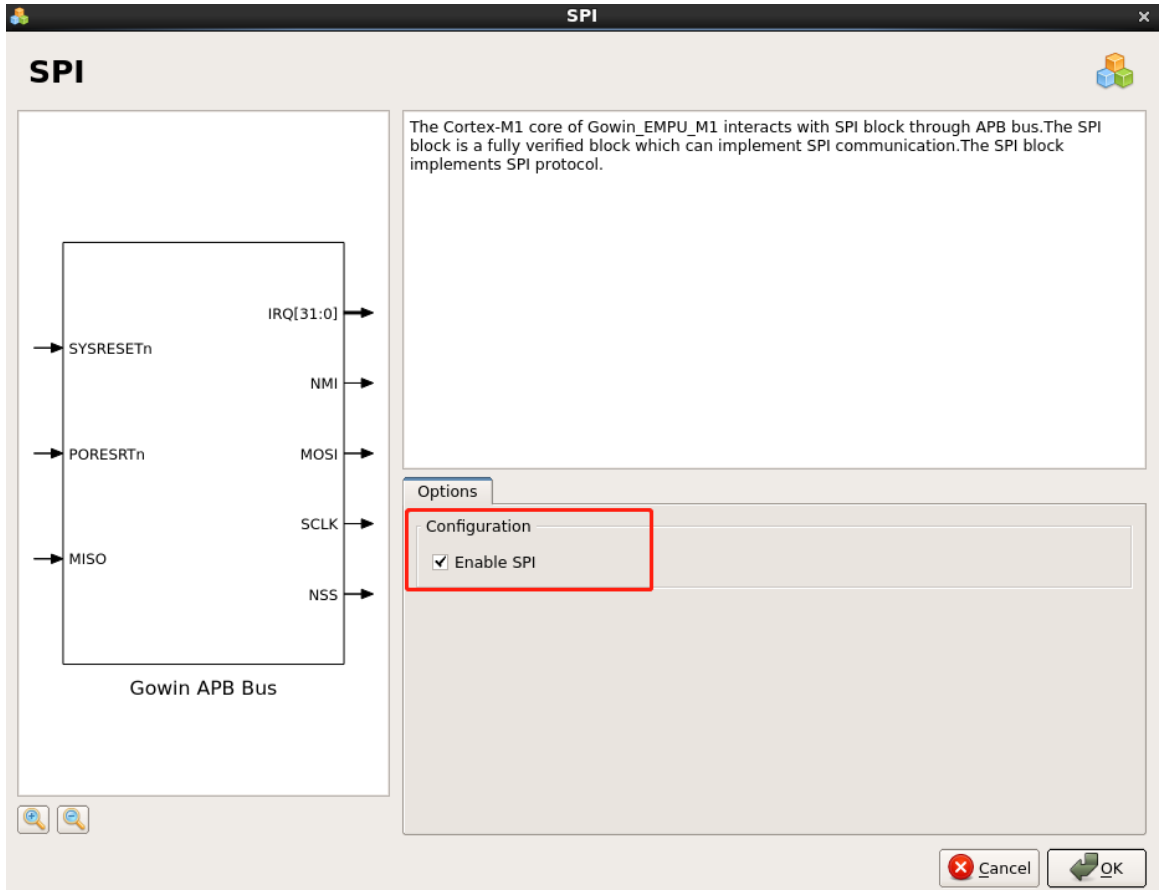 SPI
SPI
The Cortex-M1 core of Gowin_EMPU_M1 interacts with SPI block through APB bus.The SPI
block is a fully verified block which can implement SPI communication.The SPI block
implements SPI protocol.
IRQ[31:0]
SYSRESETn
NMI
PORESRTn
MOSI
SCLK
MISO
NSS
Gowin APB Bus
Options
Configuration
Enable SPI
Cancel
OK